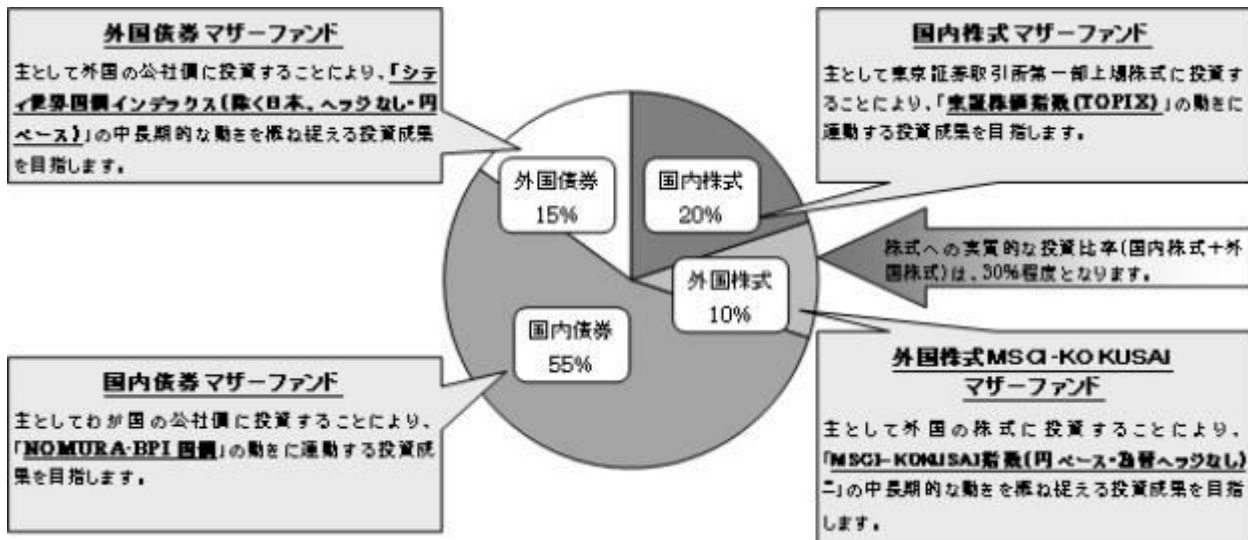 外国債券マザーファンド
主として外国の公社債に投資することにより、「シテ
ィ世界国債インデックス(除く日本、ヘッジなし・円
ベース)」の中長期的な動きを概ね捉える投資成果
を目指します。
国内株式マザーファンド
主として東京証券取引所第一部上場株式に投資す
ることにより、「東証株価指数(TOPIX)」の動きに
連動する投資成果を目指します。
外国債券
15%
国内株式
20%
株式への実質的な投資比率(国内株式+外
国株式)は、30%程度となります。
外国株式
10%
国内債券
55%
国内債券マザーファンド
主としてわが国の公社債に投資することにより、
「NOMURA-BPI国債」の動きに連動する投資成
果を目指します。
外国株式MSCI-KOKUSAI
マザーファンド
主として外国の株式に投資することにより、
「MSCI-KOKUSAI指数(円ベース・為替ヘッジなし)
ニ」の中長期的な動きを概ね捉える投資成果を目指
します。